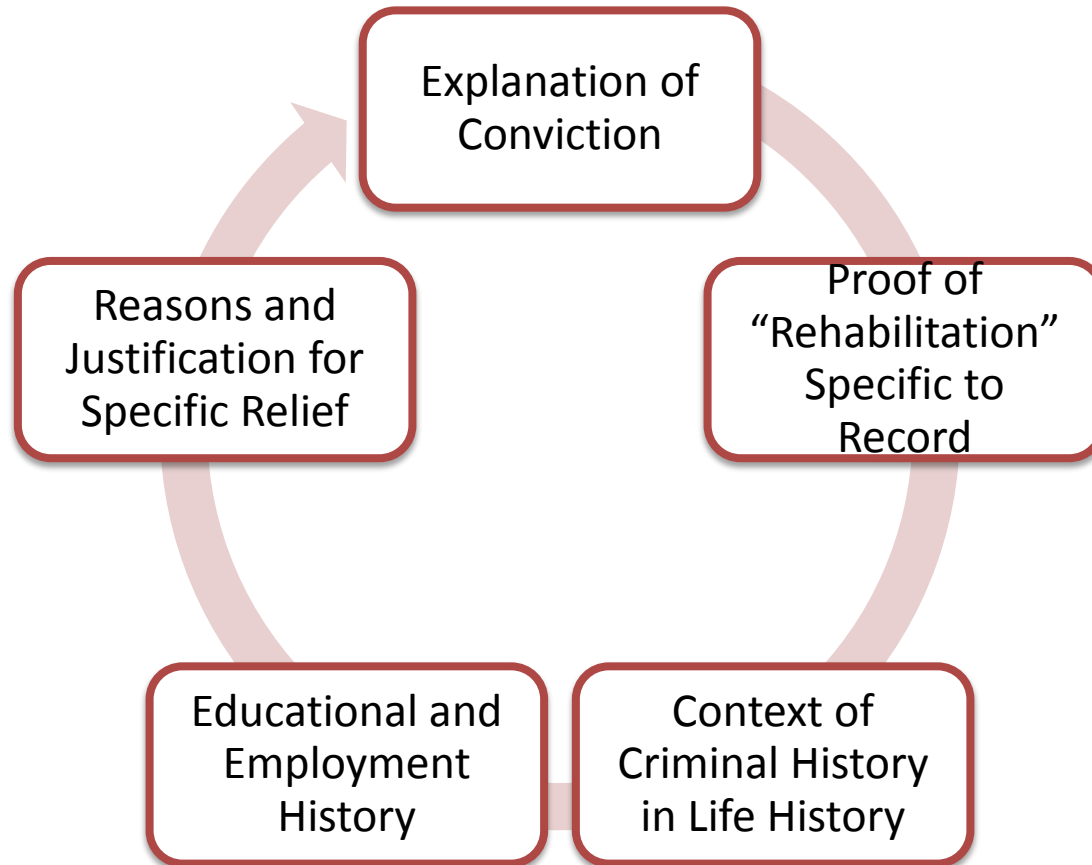 Explanation of
Conviction
Proof of
“Rehabilitation”
Specific to
Record
Context of
Criminal History
in Life History
Educational and
Employment
History
Reasons and
Justification for
Specific Relief